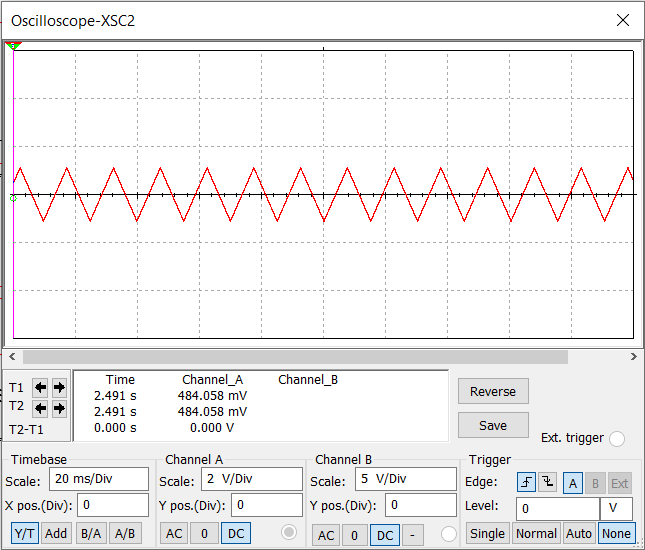 Oscilloscope-XSC2
Time Channel_A Channel_B
T1 2.491 s 484.058 mV
T2 2.491 s 484.058 mV
T2-T1 0.000 s 0.000 V
Reverse
Save
Ext. trigger
Timebase
Scale: 20 ms/Div
X pos.(Div): 0
Y/T Add B/A A/B
Channel A
Scale: 2 V/Div
Y pos.(Div): 0
AC 0 DC
Channel B
Scale: 5 V/Div
Y pos.(Div): 0
AC 0 DC -
Trigger
Edge: A B Ext
Level: 0 V
Single Normal Auto None